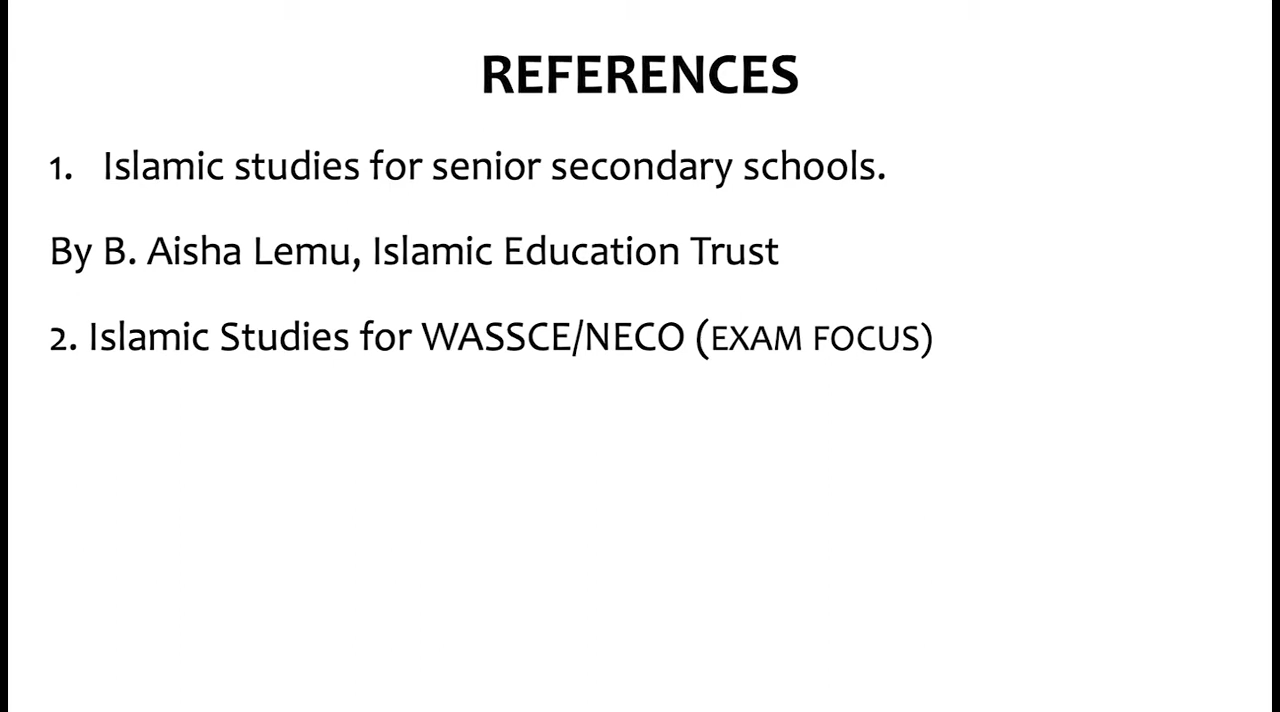 REFERENCES
1. Islamic studies for senior secondary schools.
By B. Aisha Lemu, Islamic Education Trust
2. Islamic Studies for WASSCE/NECO (EXAM FOCUS)